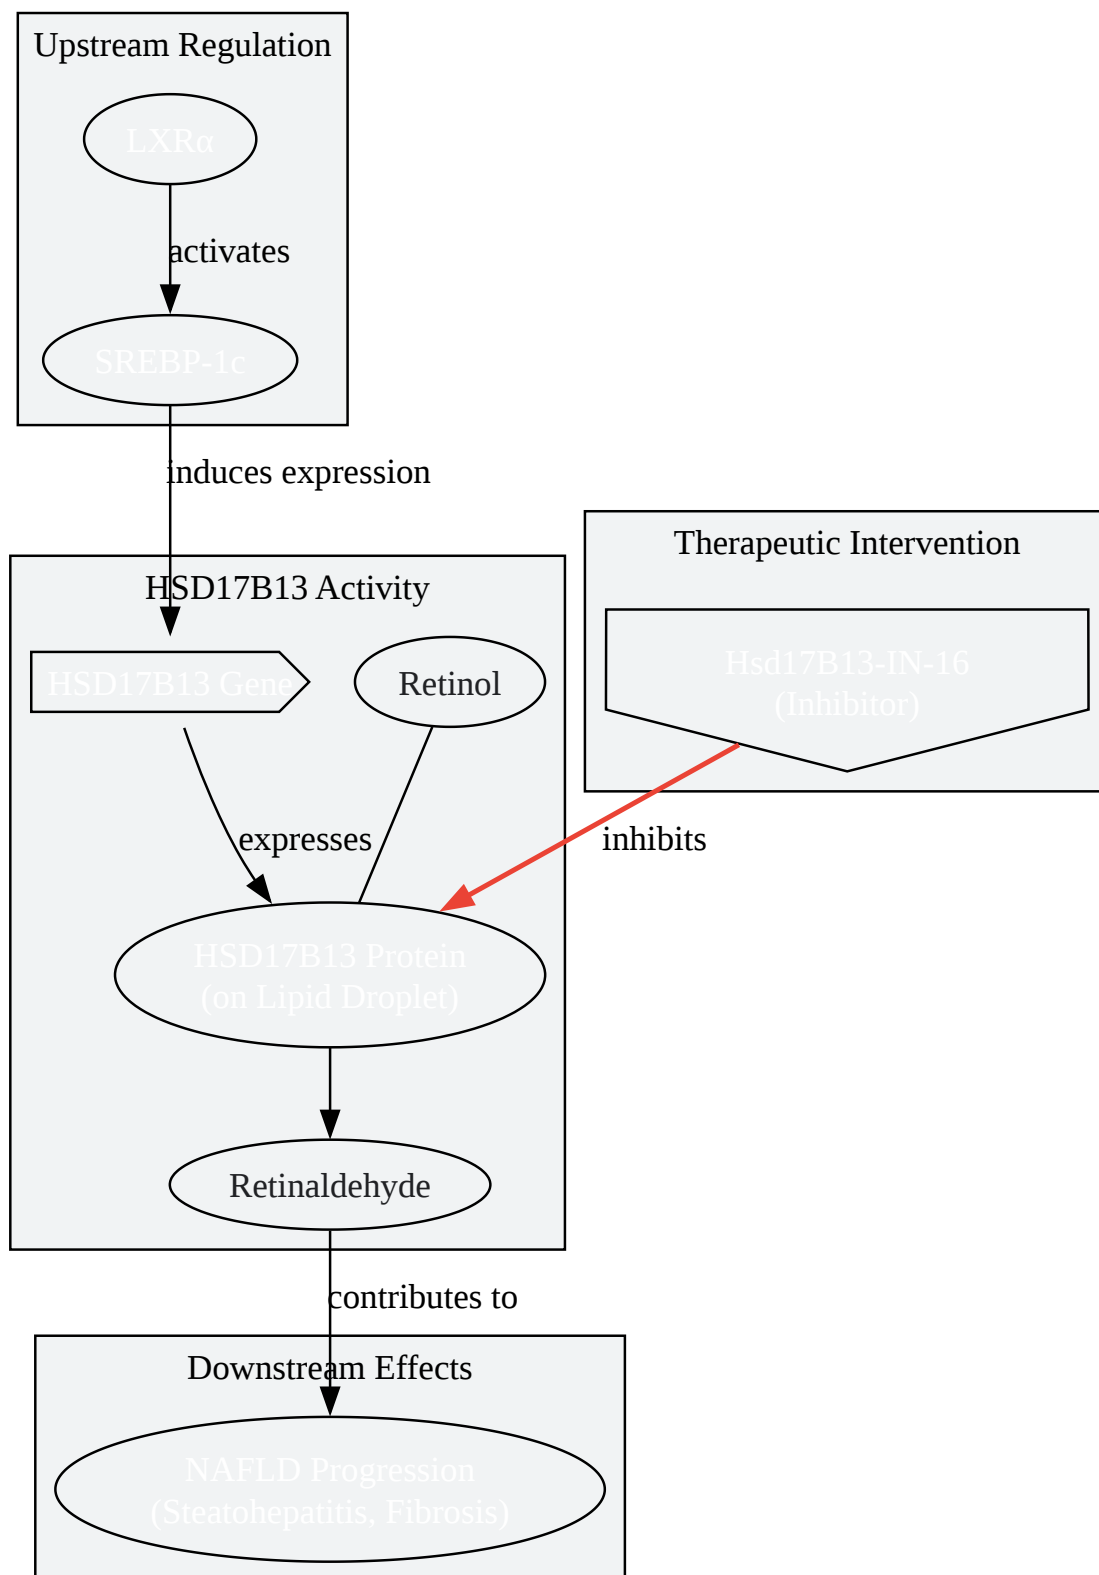 Upstream Regulation
LXRα
activates
SREBP-1c
induces expression
Therapeutic Intervention
Hsd17B13-IN-16
(Inhibitor)
inhibits
HSD17B13 Activity
HSD17B13 Gene
Retinol
expresses
HSD17B13 Protein
(on Lipid Droplet)
Retinaldehyde
contributes to
Downstream Effects
NAFLD Progression
(Steatohepatitis, Fibrosis)